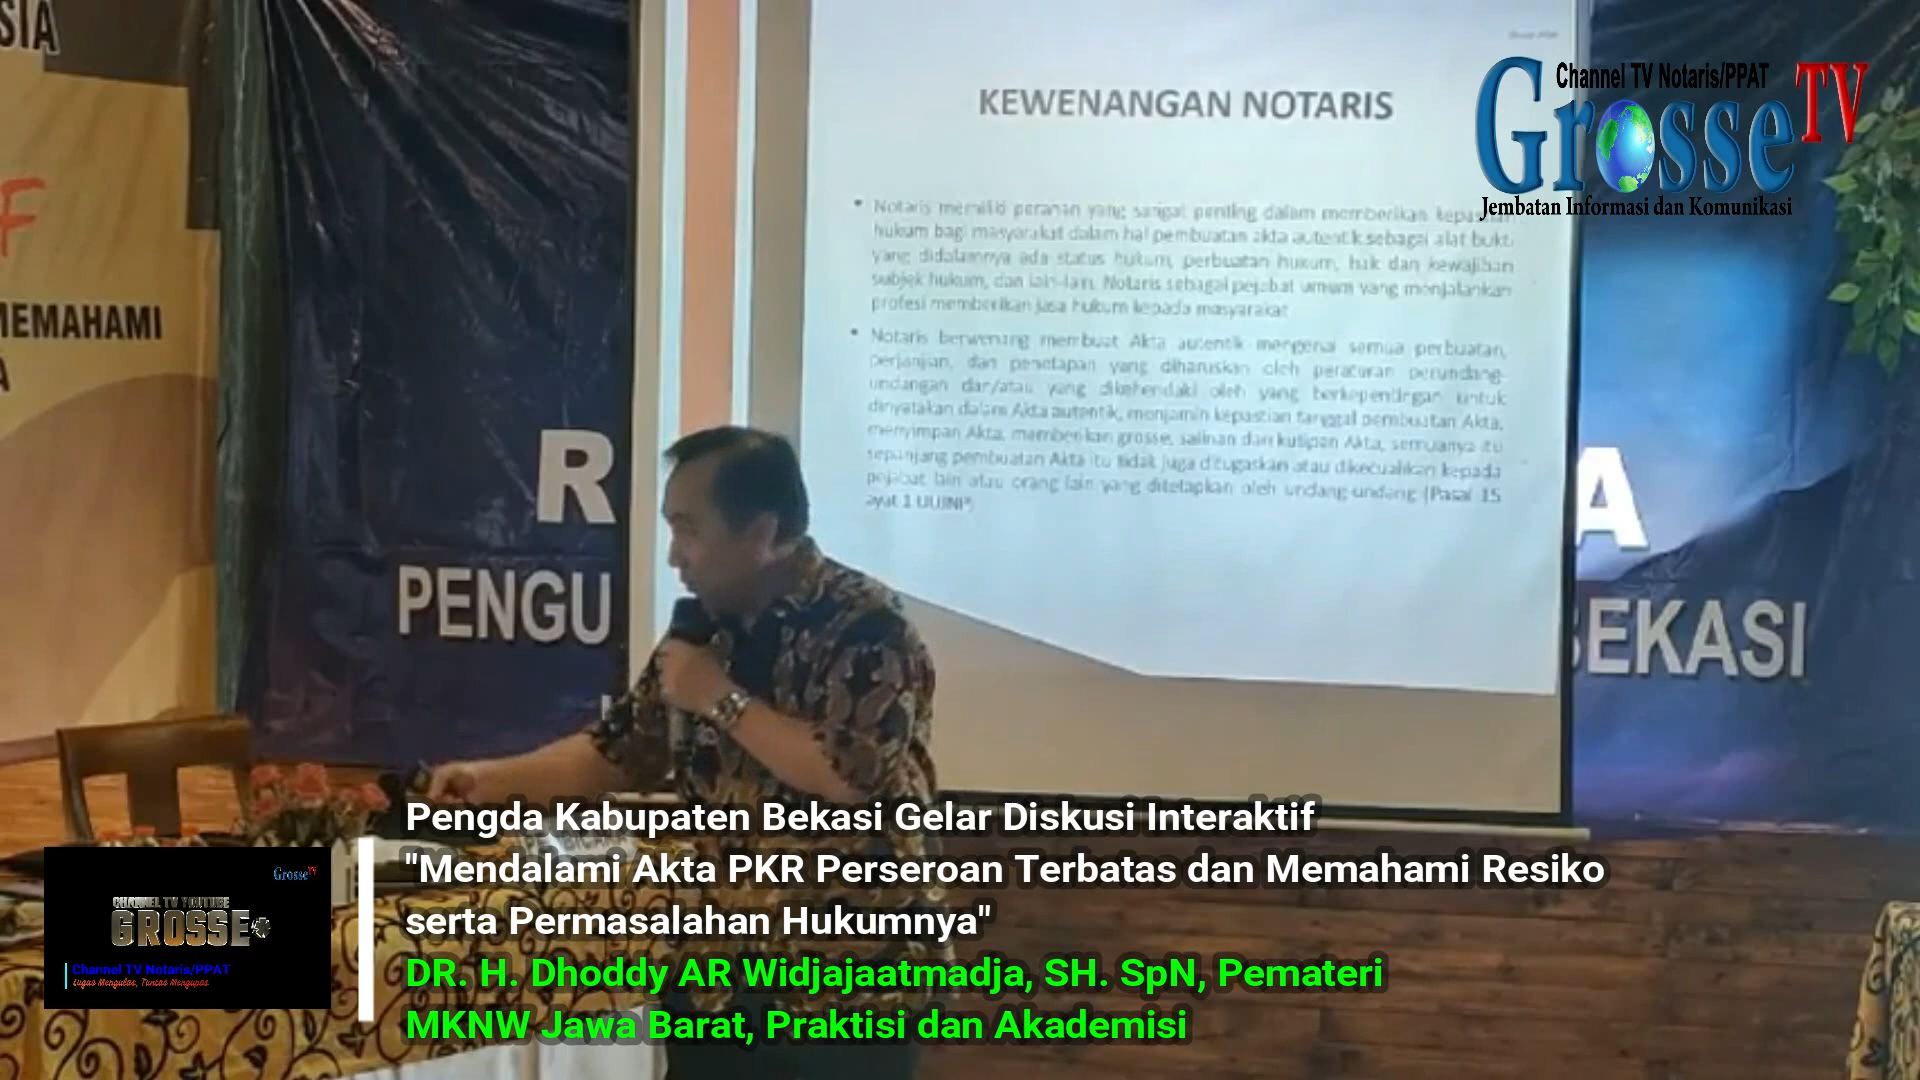 SIA
F
MEMAHAMI
A
R
PENGU
A
BEKASI
KEWENANGAN NOTARIS
• Notaris memiliki peranan yang sangat penting dalam memberikan
hukum bagi masyarakat dalam hal pembuatan akta autentik sebagai alat bukti
yang didalamnya ada status hukum, perbuatan hukum, hak dan kewajiban
subjek hukum, dan lain-lain. Notaris sebagai pejabat umum yang menjalankan
profesi memberikan jasa hukum kepada masyarakat
• Notaris berwenang membuat Akta autentik mengenai semua perbuatan,
perjanjian, dan penetapan yang diharuskan oleh peraturan perundang-
undangan dan/atau yang dikehendaki oleh yang berkepentingan untuk
dinyatakan dalam Akta autentik, menjamin kepastian tanggal pembuatan Akta,
menyimpan Akta, memberikan grosse, salinan dan kutipan Akta, semuanya itu
sepanjang pembuatan Akta itu tidak juga ditugaskan atau dikecualikan kepada
pejabat lain atau orang lain yang ditetapkan oleh undang-undang (Pasal 15
ayat 1 UUJNP)
Channel TV Notaris/PPAT
Grosse TV
Jembatan Informasi dan Komunikasi
Pengda Kabupaten Bekasi Gelar Diskusi Interaktif
"Mendalami Akta PKR Perseroan Terbatas dan Memahami Resiko
serta Permasalahan Hukumnya"
DR. H. Dhoddy AR Widjajaatmadja, SH. SpN, Pemateri
MKNW Jawa Barat, Praktisi dan Akademisi
Grosse TV
CHANNEL TV YOUTUBE
GROSSE
Channel TV Notaris/PPAT
Lugas Mengulas, Tuntas Mengupas